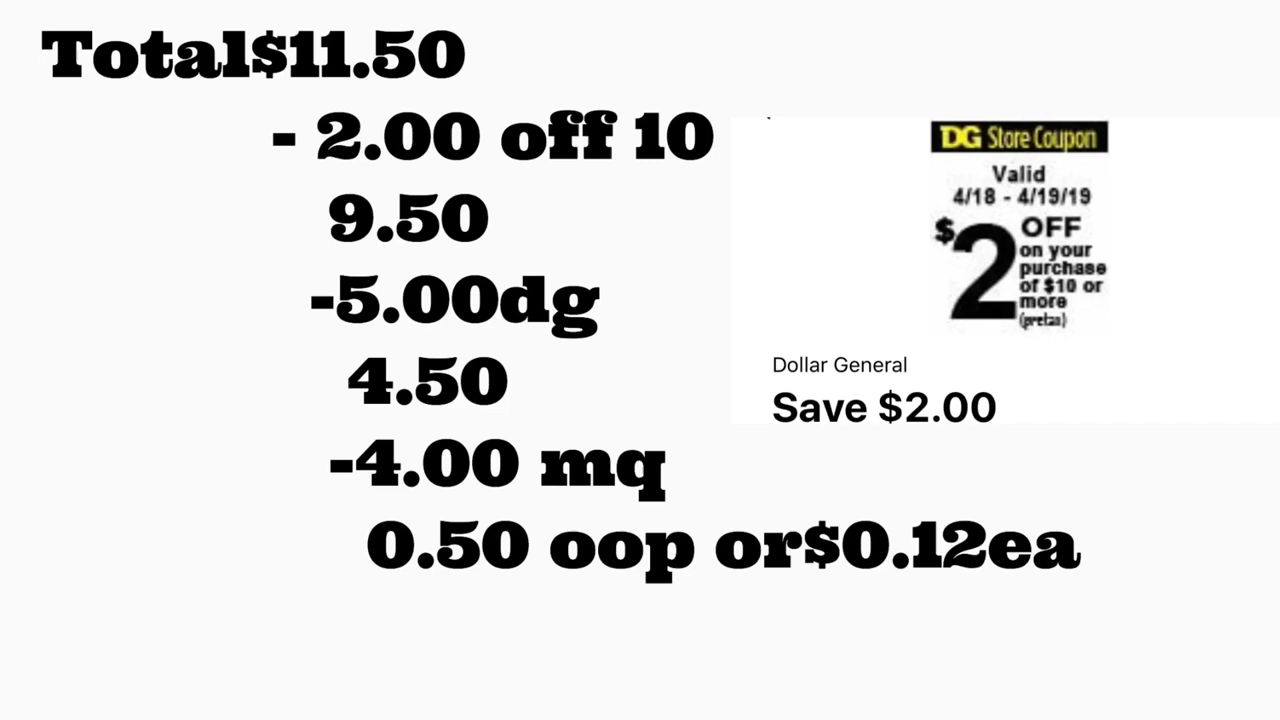 Total$11.50
- 2.00 off 10
9.50
-5.00dg
4.50
-4.00 mq
0.50 oop or$0.12ea
DG Store Coupon
Valid
4/18 - 4/19/19
$2 OFF
on your
purchase
of $10 or
more
(pretax)
Dollar General
Save $2.00